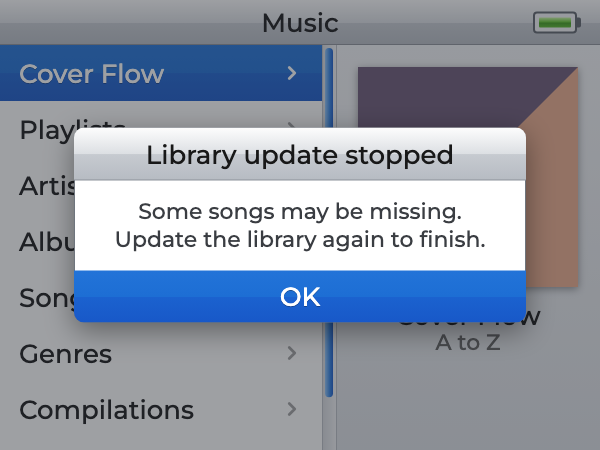 Music
Cover Flow
Playlists
Library update stopped
Some songs may be missing.
Update the library again to finish.
OK
A to Z
Genres
Compilations